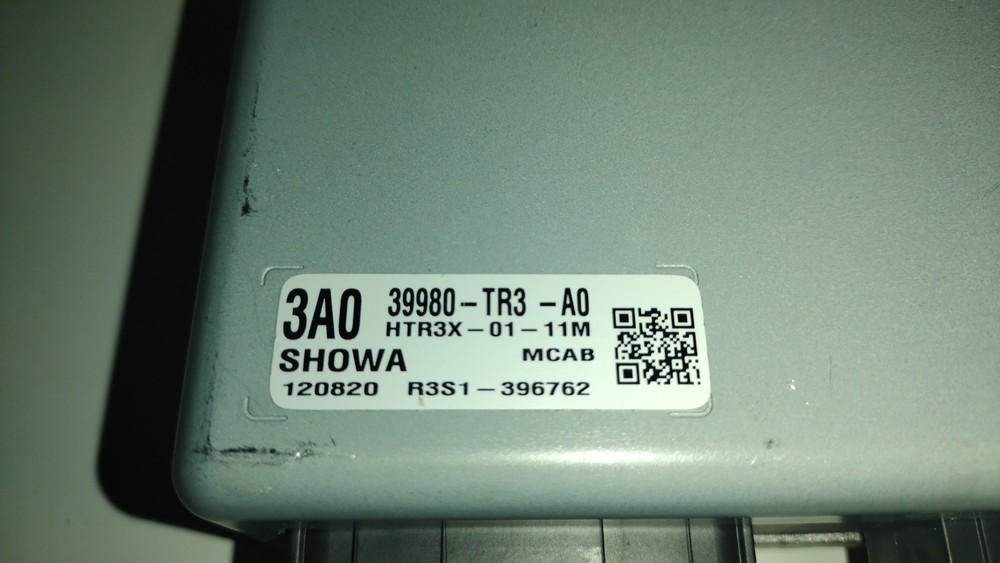 3A0 39980-TR3 -A0
HTR3X-01-11M
SHOWA MCAB
120820 R3S1-396762